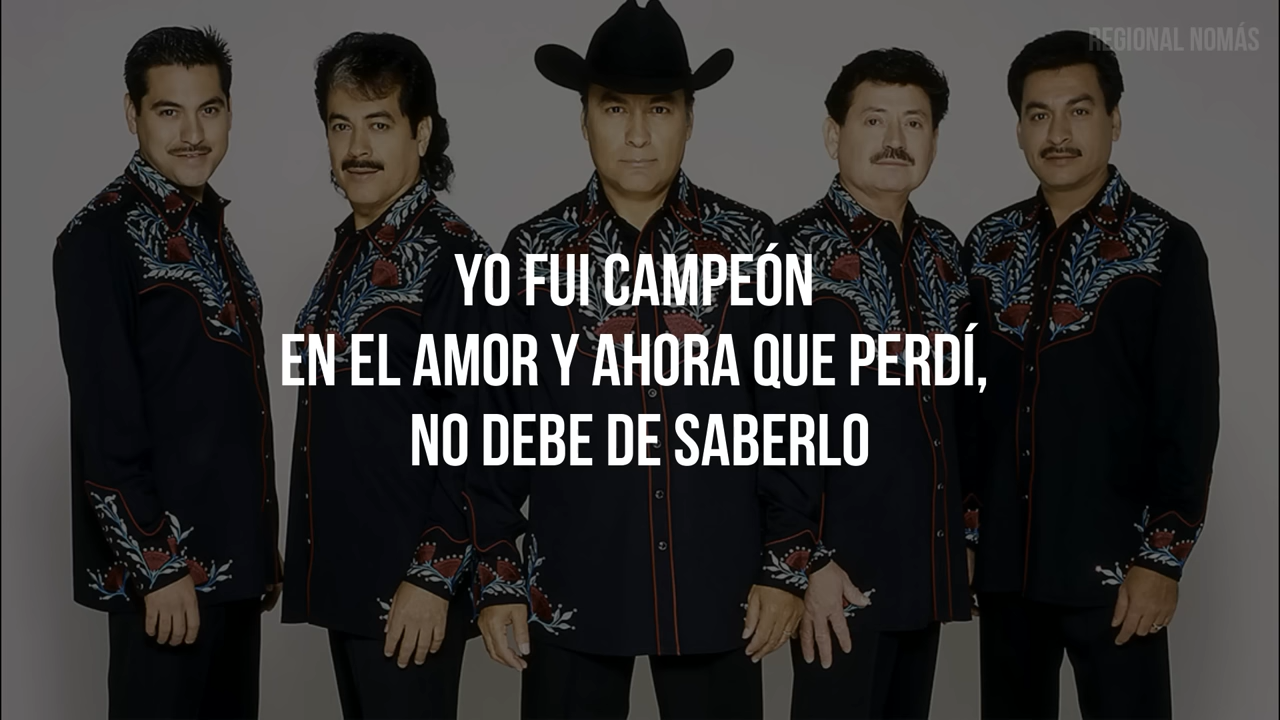 REGIONAL NOMÁS
YO FUI CAMPEÓN
EN EL AMOR Y AHORA QUE PERDÍ,
NO DEBE DE SABERLO